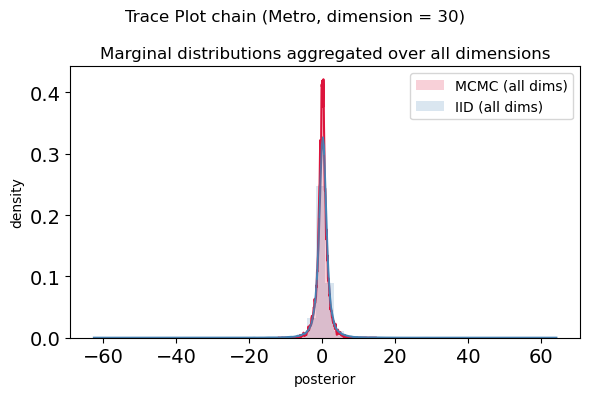 Trace Plot chain (Metro, dimension = 30)
Marginal distributions aggregated over all dimensions
MCMC (all dims)
IID (all dims)
density
0.4
0.3
0.2
0.1
0.0
−60
−40
−20
0
20
40
60
posterior